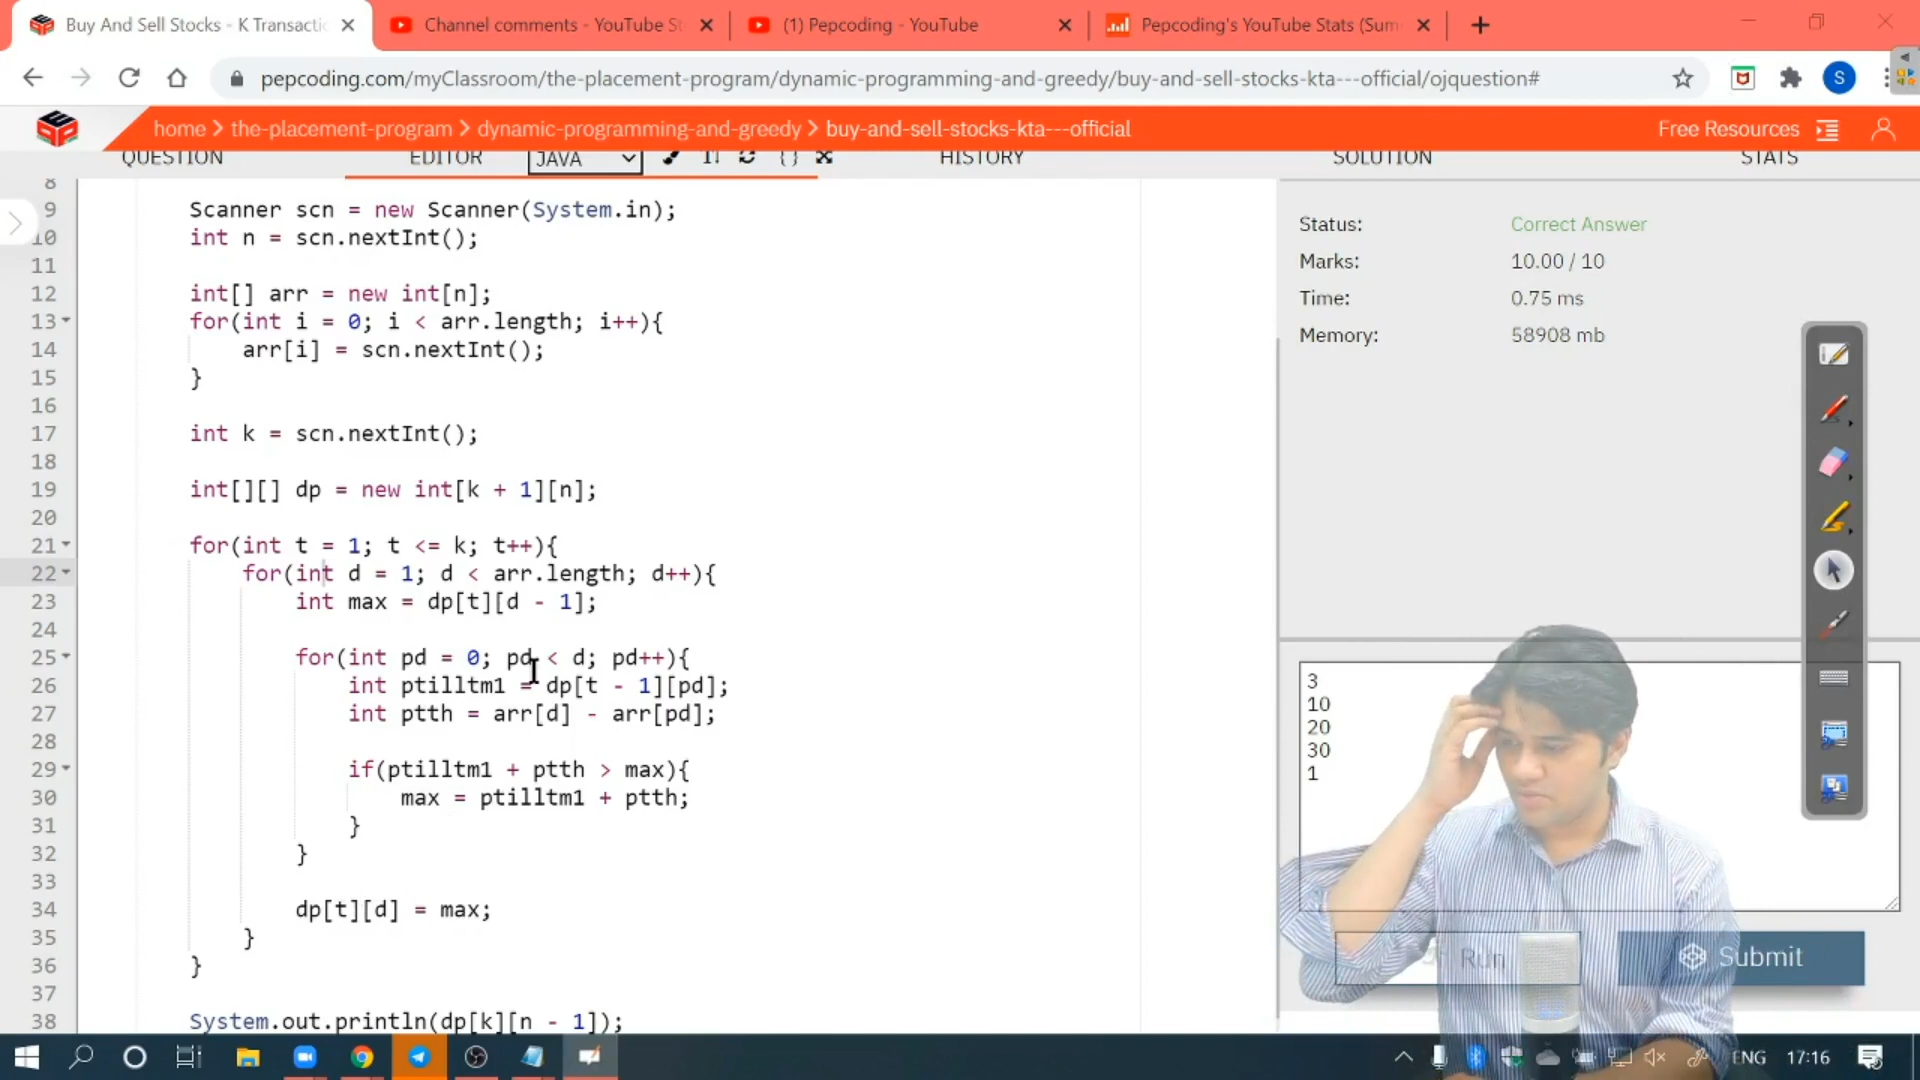 Buy And Sell Stocks - K Transactic
Channel comments - YouTube St
(1) Pepcoding - YouTube
Pepcoding's YouTube Stats (Sum
pepcoding.com/myClassroom/the-placement-program/dynamic-programming-and-greedy/buy-and-sell-stocks-kta---official/ojquestion#
S
home > the-placement-program > dynamic-programming-and-greedy > buy-and-sell-stocks-kta---official
Free Resources
QUESTION EDITOR JAVA HISTORY SOLUTION STATS
8
9 Scanner scn = new Scanner(System.in);
10 int n = scn.nextInt();
11
12 int[] arr = new int[n];
13 for(int i = 0; i < arr.length; i++){
14 arr[i] = scn.nextInt();
15 }
16
17 int k = scn.nextInt();
18
19 int[][] dp = new int[k + 1][n];
20
21 for(int t = 1; t <= k; t++){
22 for(int d = 1; d < arr.length; d++){
23 int max = dp[t][d - 1];
24
25 for(int pd = 0; pd < d; pd++){
26 int ptilltm1 = dp[t - 1][pd];
27 int ptth = arr[d] - arr[pd];
28
29 if(ptilltm1 + ptth > max){
30 max = ptilltm1 + ptth;
31 }
32 }
33
34 dp[t][d] = max;
35 }
36 }
37
38 System.out.println(dp[k][n - 1]);
Status: Correct Answer
Marks: 10.00 / 10
Time: 0.75 ms
Memory: 58908 mb
3
10
20
30
1
Run
Submit
ENG
17:16